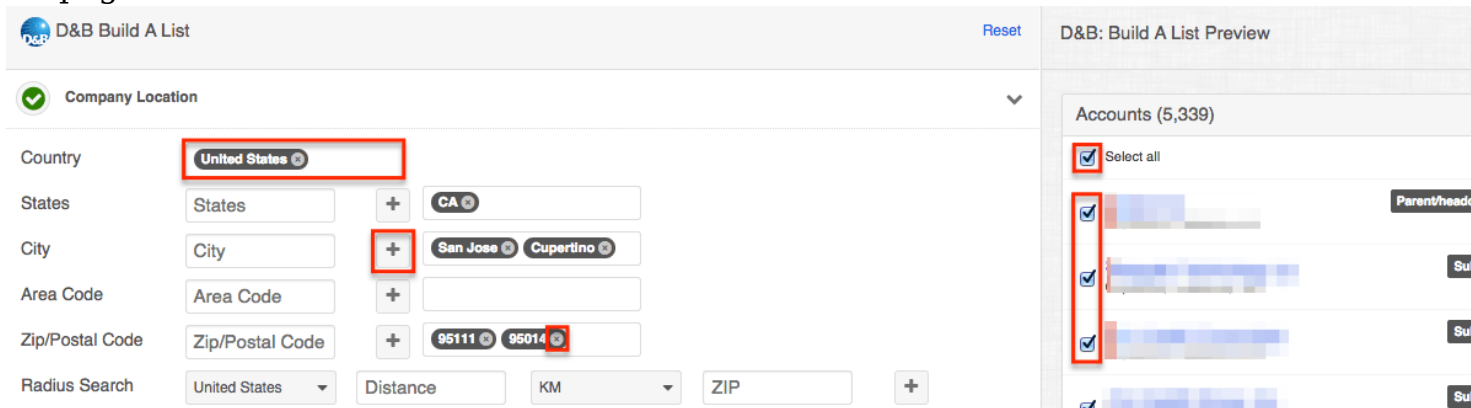 D&B D&B Build A List Reset
Company Location
Country United States
States States + CA
City City + San Jose Cupertino
Area Code Area Code +
Zip/Postal Code Zip/Postal Code + 95111 95014
Radius Search United States Distance KM ZIP +
D&B: Build A List Preview
Accounts (5,339)
Select all